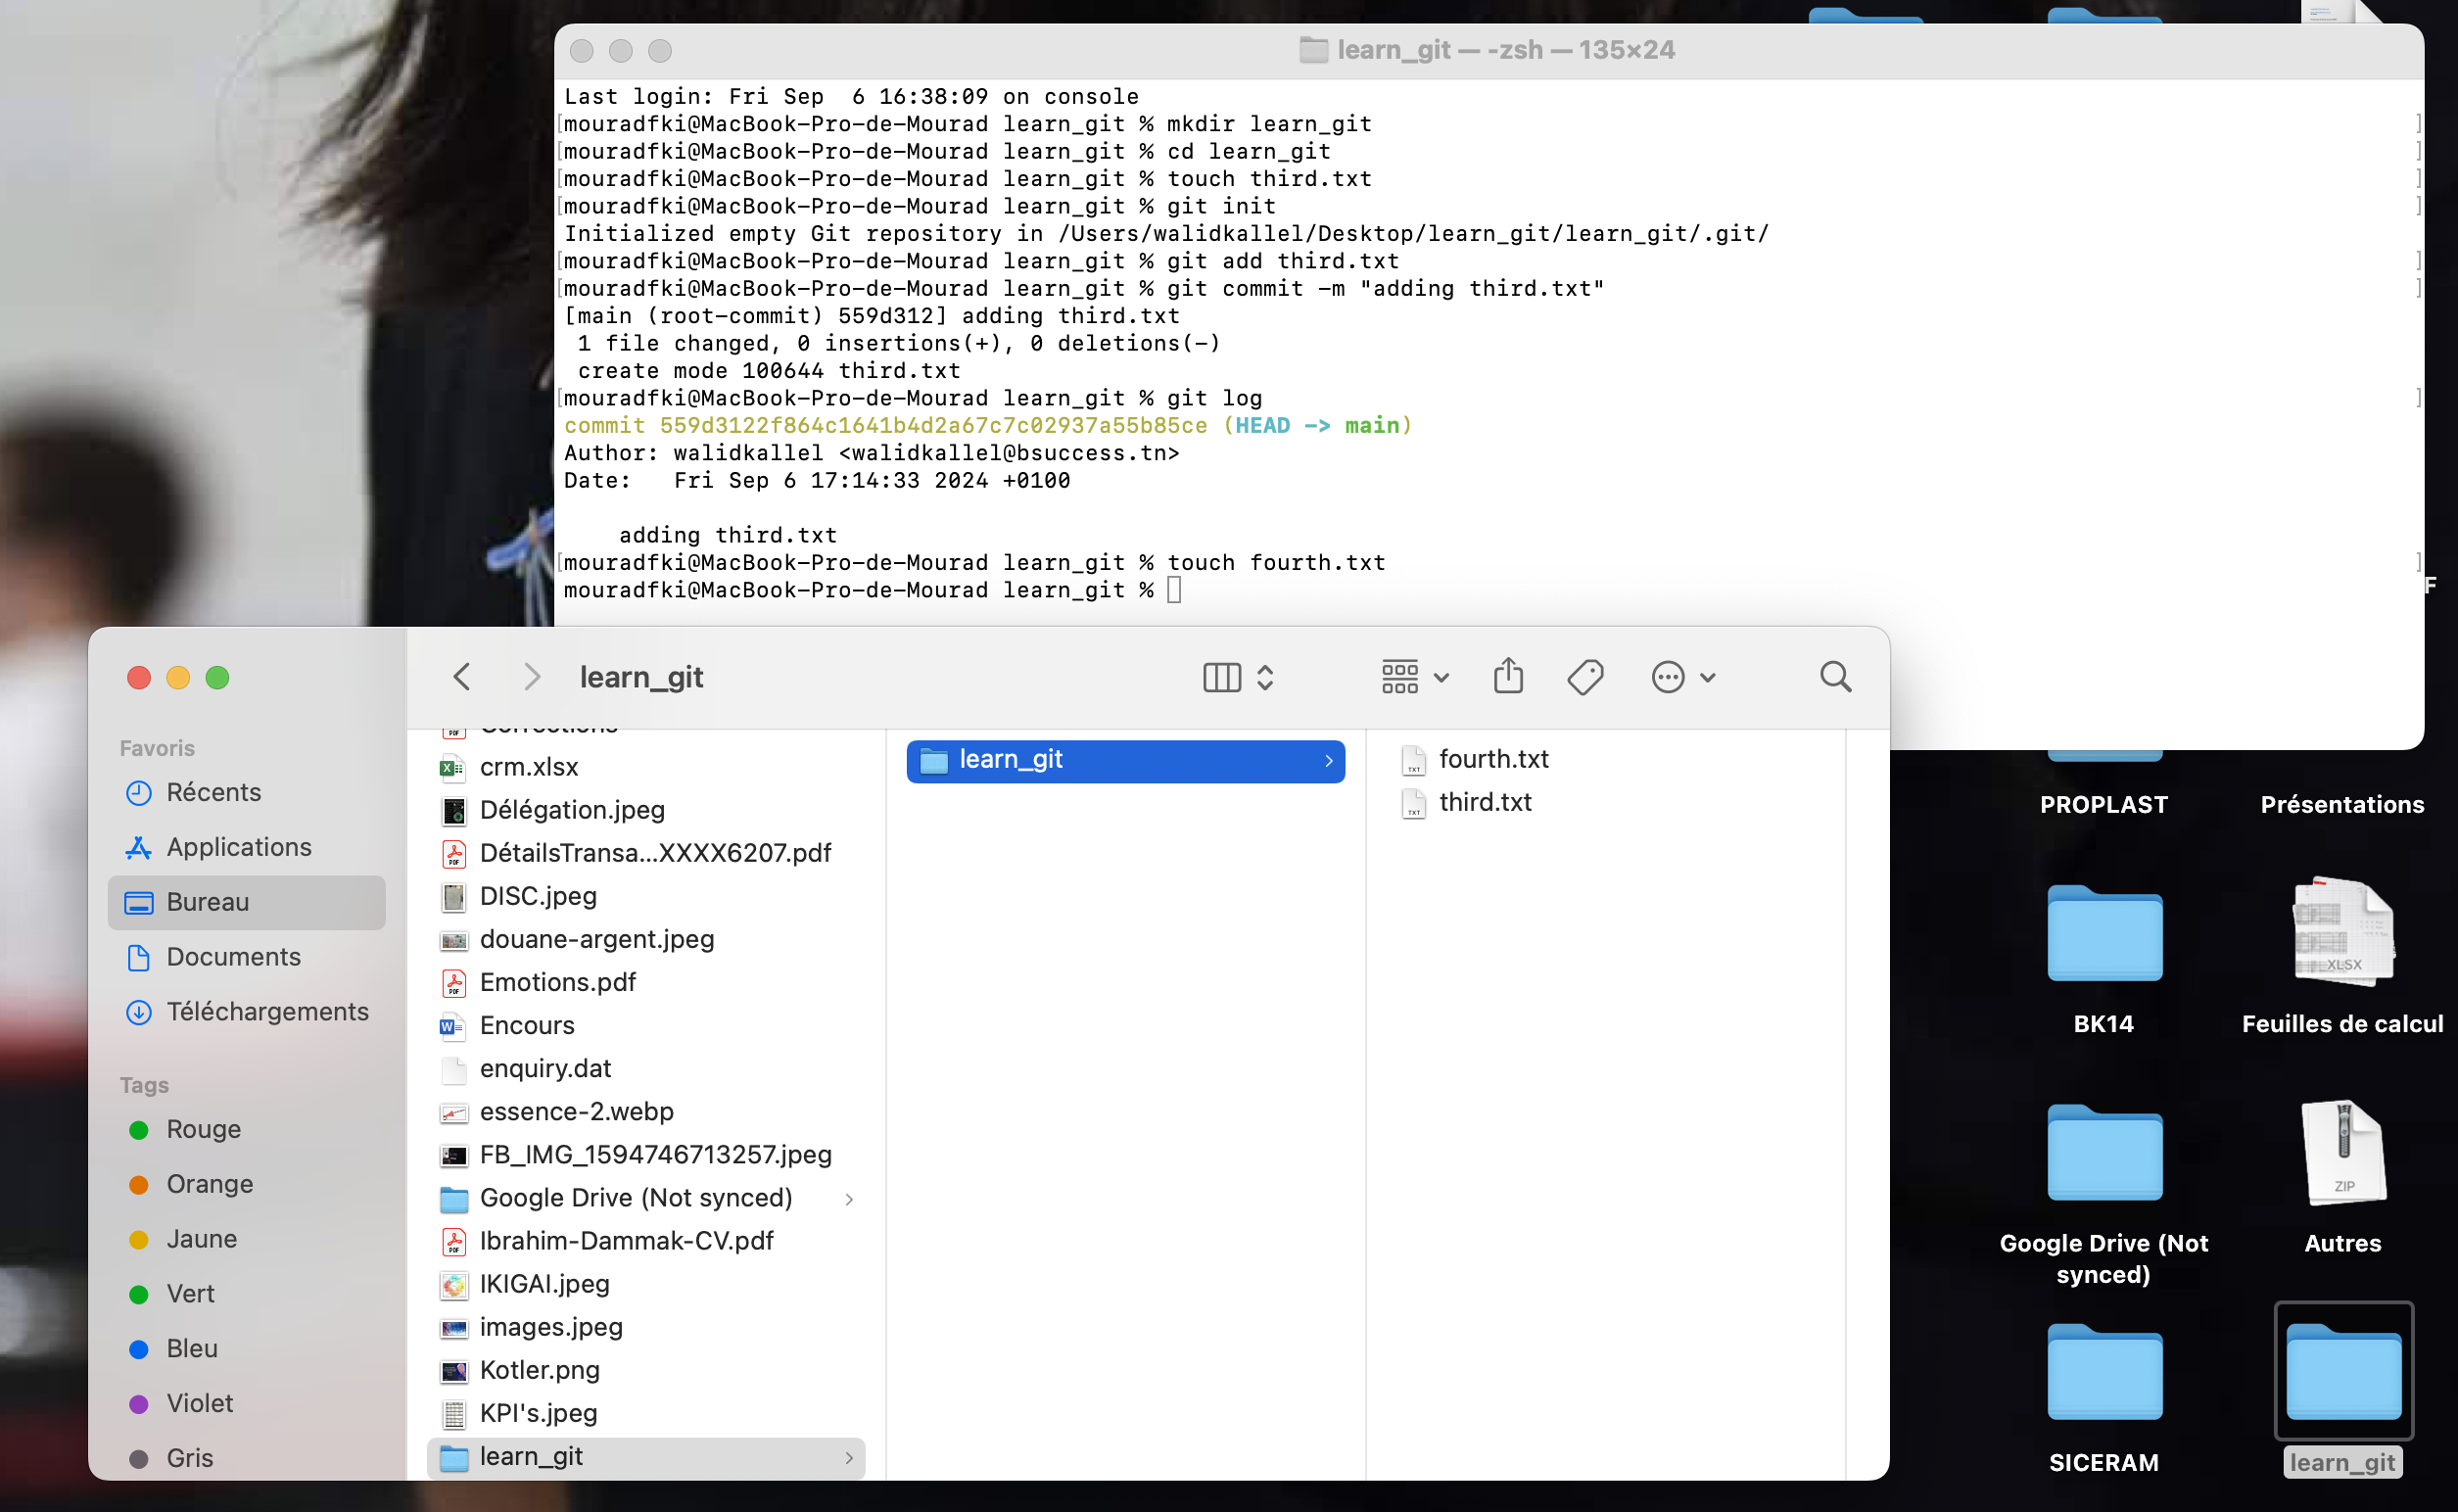 learn_git — -zsh — 135×24
Last login: Fri Sep  6 16:38:09 on console
[mouradfki@MacBook-Pro-de-Mourad learn_git % mkdir learn_git ]
[mouradfki@MacBook-Pro-de-Mourad learn_git % cd learn_git ]
[mouradfki@MacBook-Pro-de-Mourad learn_git % touch third.txt ]
[mouradfki@MacBook-Pro-de-Mourad learn_git % git init ]
Initialized empty Git repository in /Users/walidkallel/Desktop/learn_git/learn_git/.git/
[mouradfki@MacBook-Pro-de-Mourad learn_git % git add third.txt ]
[mouradfki@MacBook-Pro-de-Mourad learn_git % git commit -m "adding third.txt" ]
[main (root-commit) 559d312] adding third.txt
 1 file changed, 0 insertions(+), 0 deletions(-)
 create mode 100644 third.txt
[mouradfki@MacBook-Pro-de-Mourad learn_git % git log ]
commit 559d3122f864c1641b4d2a67c7c02937a55b85ce (HEAD -> main)
Author: walidkallel <walidkallel@bsuccess.tn>
Date:   Fri Sep 6 17:14:33 2024 +0100
    adding third.txt
[mouradfki@MacBook-Pro-de-Mourad learn_git % touch fourth.txt ]
mouradfki@MacBook-Pro-de-Mourad learn_git %
F
learn_git
Favoris
Récents
Applications
Bureau
Documents
Téléchargements
Tags
Rouge
Orange
Jaune
Vert
Bleu
Violet
Gris
crm.xlsx
Délégation.jpeg
DétailsTransa...XXXX6207.pdf
DISC.jpeg
douane-argent.jpeg
Emotions.pdf
Encours
enquiry.dat
essence-2.webp
FB_IMG_1594746713257.jpeg
Google Drive (Not synced)
Ibrahim-Dammak-CV.pdf
IKIGAI.jpeg
images.jpeg
Kotler.png
KPI's.jpeg
learn_git
learn_git
fourth.txt
third.txt
PROPLAST
Présentations
BK14
XLSX
Feuilles de calcul
Google Drive (Not
synced)
ZIP
Autres
SICERAM
learn_git